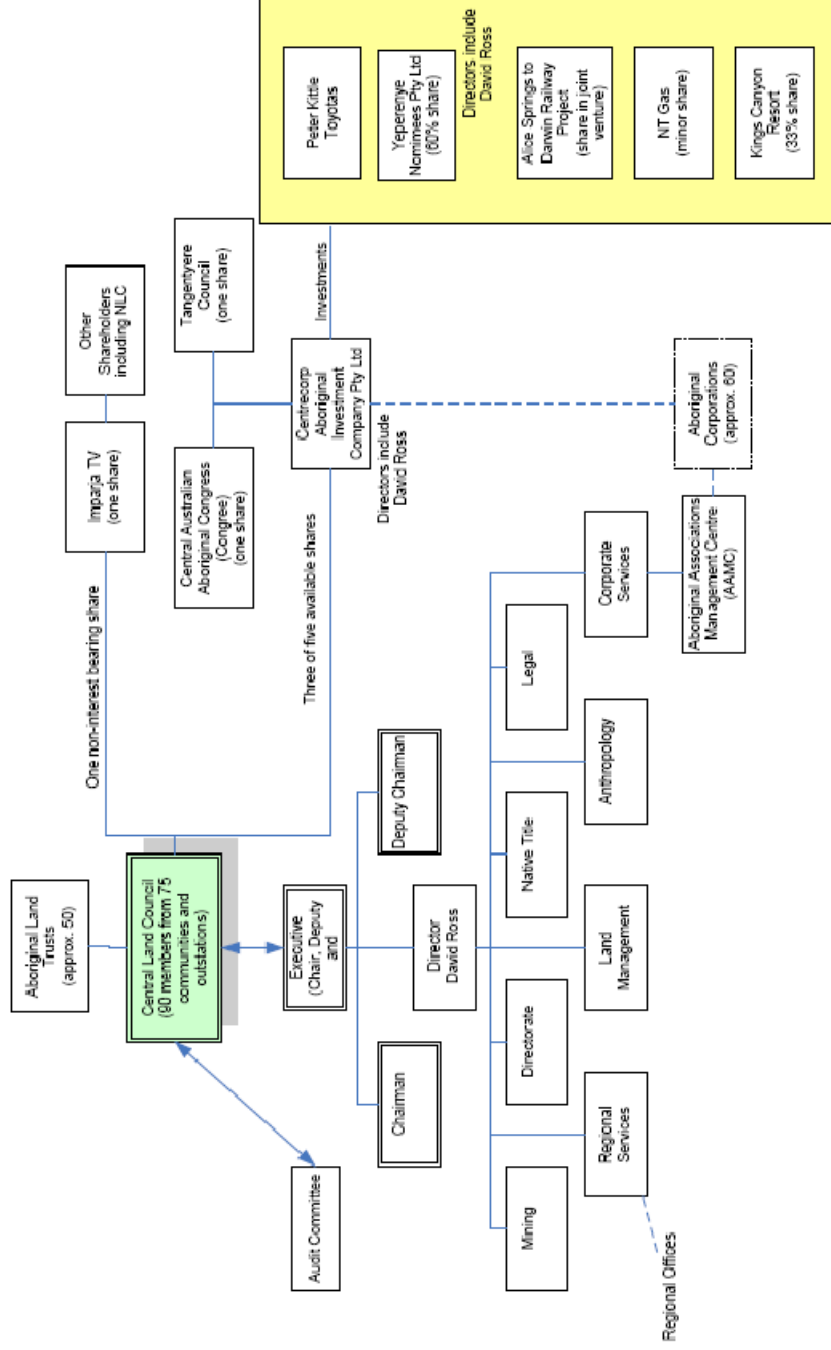 Aboriginal Land
Trusts
(approx. 50)
Central Land Council
(90 members from 75
communities and
outstations)
One non-interest bearing share
Imparja TV
(one share)
Other
Shareholders
including NLC
Central Australian
Aboriginal Congress
(Congree)
(one share)
Tangentyere
Council
(one share)
Audit Committee
Executive
(Chair, Deputy
and
Three of five available shares
Centrecorp
Aboriginal
Investment
Company Pty Ltd
Investments
Directors include
David Ross
Chairman
Deputy Chairman
Director
David Ross
Mining
Directorate
Native Title
Legal
Regional
Services
Land
Management
Anthropology
Corporate
Services
Regional Offices
Aboriginal Associations
Management Centre
(AAMC)
Aboriginal
Corporations
(approx. 60)
Peter Kittle
Toyotas
Yeperenye
Nomimees Pty Ltd
(60% share)
Directors include
David Ross
Alice Springs to
Darwin Railway
Project
(share in joint
venture)
NT Gas
(minor share)
Kings Canyon
Resort
(33% share)